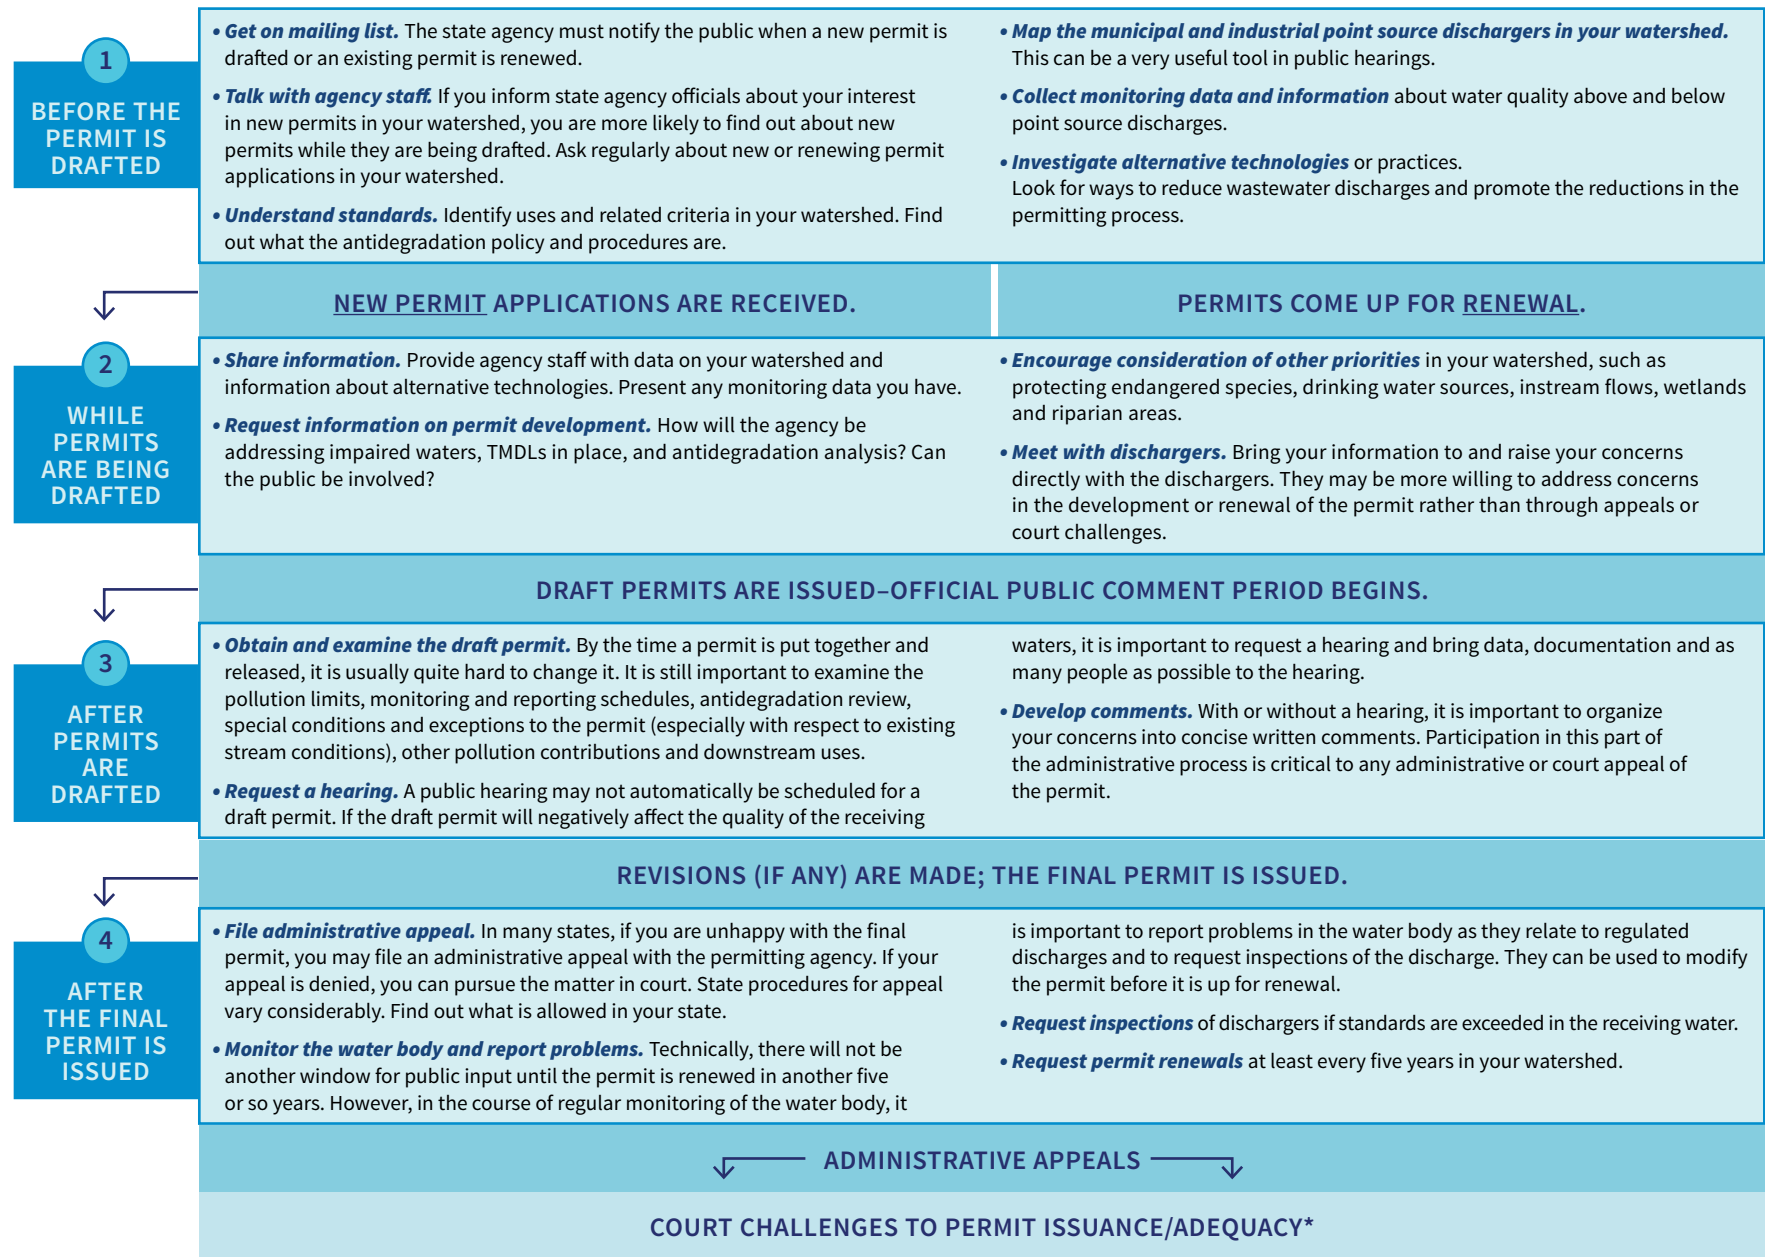 1
BEFORE THE
PERMIT IS
DRAFTED
• Get on mailing list. The state agency must notify the public when a new permit is
drafted or an existing permit is renewed.
• Talk with agency staff. If you inform state agency officials about your interest
in new permits in your watershed, you are more likely to find out about new
permits while they are being drafted. Ask regularly about new or renewing permit
applications in your watershed.
• Understand standards. Identify uses and related criteria in your watershed. Find
out what the antidegradation policy and procedures are.
• Map the municipal and industrial point source dischargers in your watershed.
This can be a very useful tool in public hearings.
• Collect monitoring data and information about water quality above and below
point source discharges.
• Investigate alternative technologies or practices.
Look for ways to reduce wastewater discharges and promote the reductions in the
permitting process.
NEW PERMIT APPLICATIONS ARE RECEIVED.
PERMITS COME UP FOR RENEWAL.
2
WHILE
PERMITS
ARE BEING
DRAFTED
• Share information. Provide agency staff with data on your watershed and
information about alternative technologies. Present any monitoring data you have.
• Request information on permit development. How will the agency be
addressing impaired waters, TMDLs in place, and antidegradation analysis? Can
the public be involved?
• Encourage consideration of other priorities in your watershed, such as
protecting endangered species, drinking water sources, instream flows, wetlands
and riparian areas.
• Meet with dischargers. Bring your information to and raise your concerns
directly with the dischargers. They may be more willing to address concerns
in the development or renewal of the permit rather than through appeals or
court challenges.
DRAFT PERMITS ARE ISSUED–OFFICIAL PUBLIC COMMENT PERIOD BEGINS.
3
AFTER
PERMITS
ARE
DRAFTED
• Obtain and examine the draft permit. By the time a permit is put together and
released, it is usually quite hard to change it. It is still important to examine the
pollution limits, monitoring and reporting schedules, antidegradation review,
special conditions and exceptions to the permit (especially with respect to existing
stream conditions), other pollution contributions and downstream uses.
• Request a hearing. A public hearing may not automatically be scheduled for a
draft permit. If the draft permit will negatively affect the quality of the receiving
waters, it is important to request a hearing and bring data, documentation and as
many people as possible to the hearing.
• Develop comments. With or without a hearing, it is important to organize
your concerns into concise written comments. Participation in this part of
the administrative process is critical to any administrative or court appeal of
the permit.
REVISIONS (IF ANY) ARE MADE; THE FINAL PERMIT IS ISSUED.
4
AFTER
THE FINAL
PERMIT IS
ISSUED
• File administrative appeal. In many states, if you are unhappy with the final
permit, you may file an administrative appeal with the permitting agency. If your
appeal is denied, you can pursue the matter in court. State procedures for appeal
vary considerably. Find out what is allowed in your state.
• Monitor the water body and report problems. Technically, there will not be
another window for public input until the permit is renewed in another five
or so years. However, in the course of regular monitoring of the water body, it
is important to report problems in the water body as they relate to regulated
discharges and to request inspections of the discharge. They can be used to modify
the permit before it is up for renewal.
• Request inspections of dischargers if standards are exceeded in the receiving water.
• Request permit renewals at least every five years in your watershed.
ADMINISTRATIVE APPEALS
COURT CHALLENGES TO PERMIT ISSUANCE/ADEQUACY*